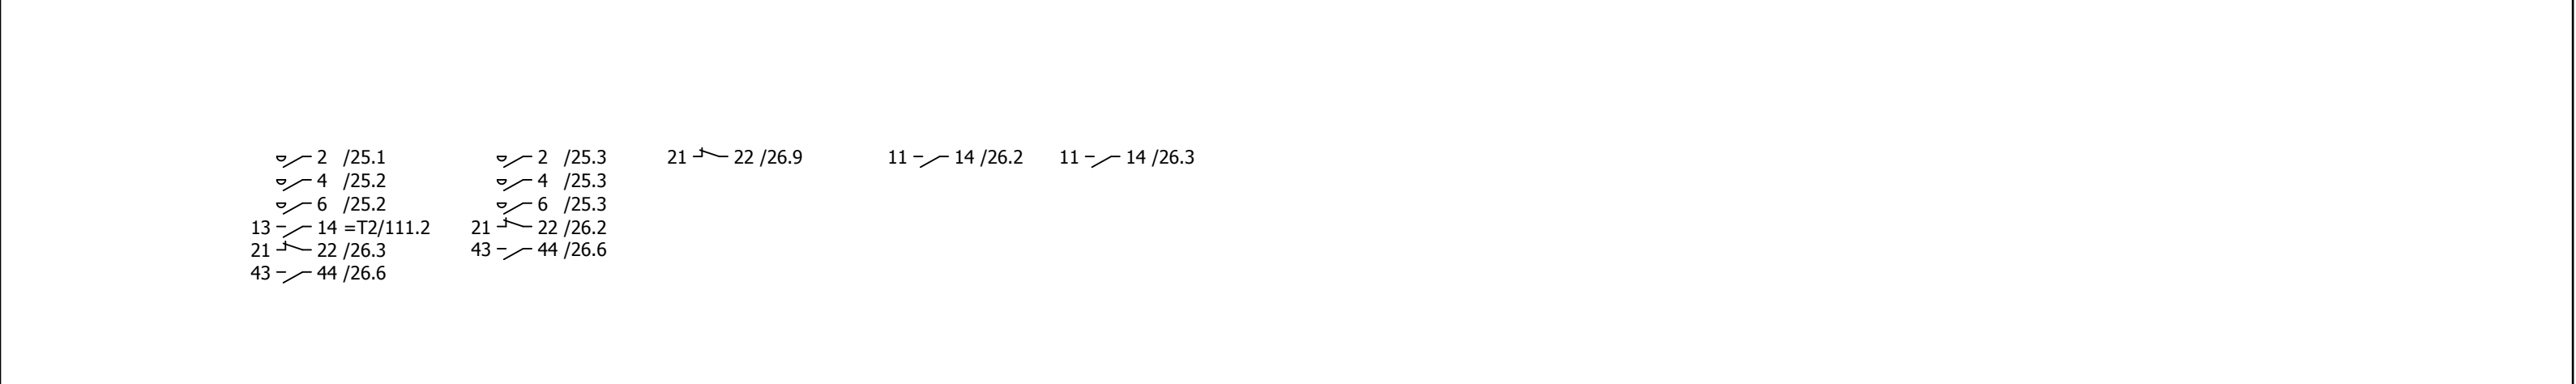 2 /25.1 2 /25.3 21 22 /26.9 11 14 /26.2 11 14 /26.3
4 /25.2 4 /25.3
6 /25.2 6 /25.3
13 14 =T2/111.2 21 22 /26.2
21 22 /26.3 43 44 /26.6
43 44 /26.6